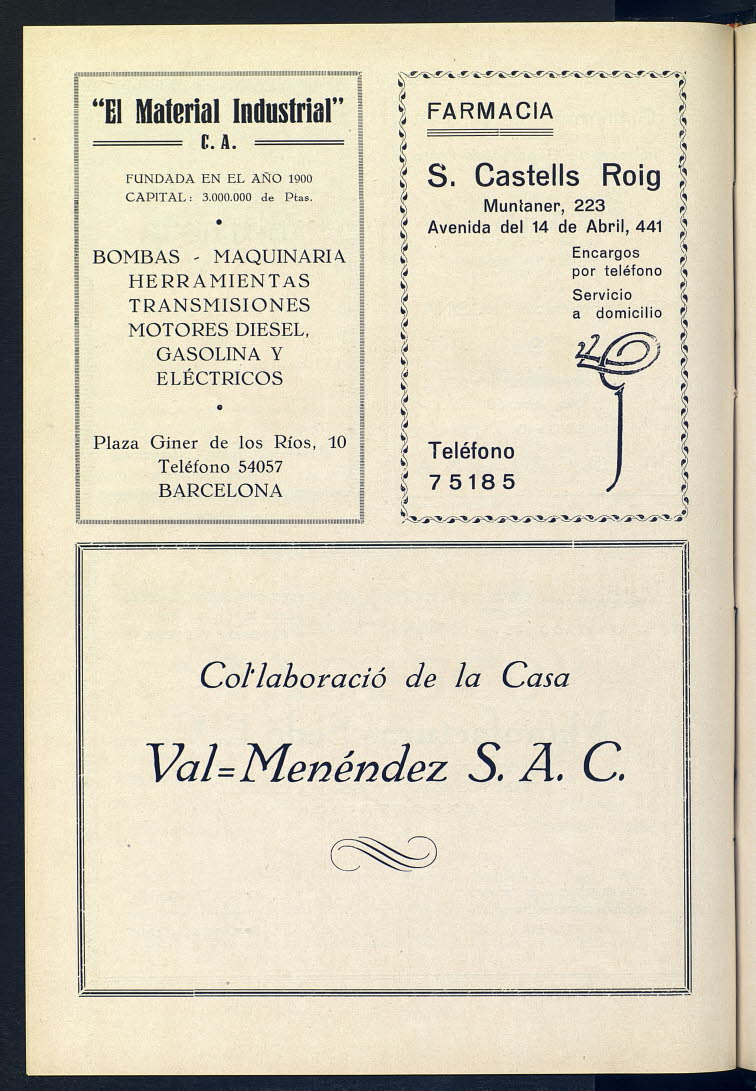 “El Material Industrial”
C. A.
FUNDADA EN EL AÑO 1900
CAPITAL: 3.000.000 de Ptas.
BOMBAS - MAQUINARIA
HERRAMIENTAS
TRANSMISIONES
MOTORES DIESEL,
GASOLINA Y
ELÉCTRICOS
Plaza Giner de los Ríos, 10
Teléfono 54057
BARCELONA
FARMACIA
S. Castells Roig
Muntaner, 223
Avenida del 14 de Abril, 441
Encargos
por teléfono
Servicio
a domicilio
Teléfono
75185
Col·laboració de la Casa
Val=Menéndez S. A. C.